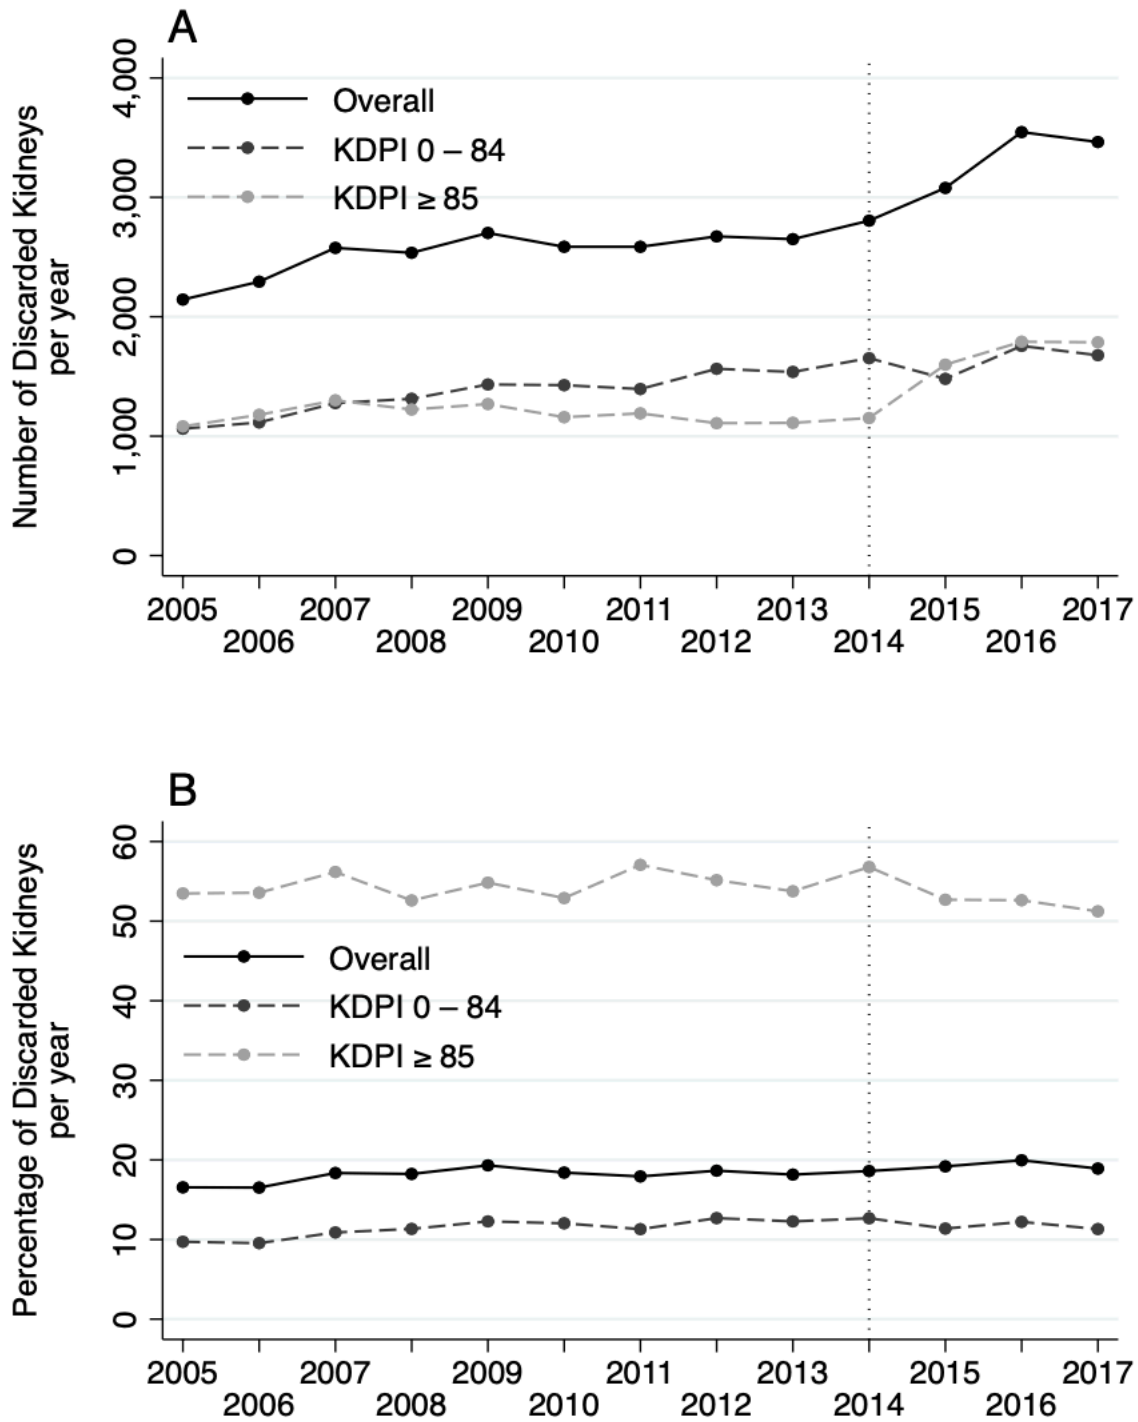 A
Number of Discarded Kidneys
per year
4,000
3,000
2,000
1,000
0
Overall
KDPI 0 – 84
KDPI ≥ 85
2005 2007 2009 2011 2013 2015 2017
2006 2008 2010 2012 2014 2016
B
Percentage of Discarded Kidneys
per year
60
50
40
30
20
10
0
Overall
KDPI 0 – 84
KDPI ≥ 85
2005 2007 2009 2011 2013 2015 2017
2006 2008 2010 2012 2014 2016